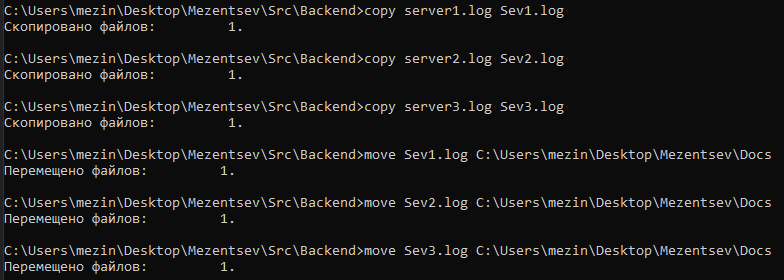 C:\Users\mezin\Desktop\Mezentsev\Src\Backend>copy server1.log Sev1.log
Скопировано файлов:         1.
C:\Users\mezin\Desktop\Mezentsev\Src\Backend>copy server2.log Sev2.log
Скопировано файлов:         1.
C:\Users\mezin\Desktop\Mezentsev\Src\Backend>copy server3.log Sev3.log
Скопировано файлов:         1.
C:\Users\mezin\Desktop\Mezentsev\Src\Backend>move Sev1.log C:\Users\mezin\Desktop\Mezentsev\Docs
Перемещено файлов:         1.
C:\Users\mezin\Desktop\Mezentsev\Src\Backend>move Sev2.log C:\Users\mezin\Desktop\Mezentsev\Docs
Перемещено файлов:         1.
C:\Users\mezin\Desktop\Mezentsev\Src\Backend>move Sev3.log C:\Users\mezin\Desktop\Mezentsev\Docs
Перемещено файлов:         1.